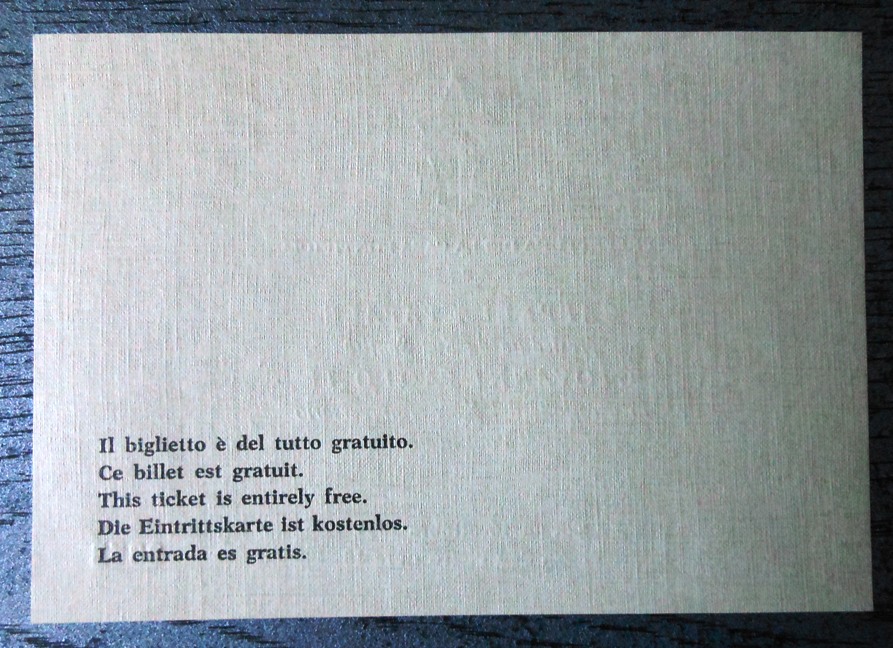 Il biglietto è del tutto gratuito.
Ce billet est gratuit.
This ticket is entirely free.
Die Eintrittskarte ist kostenlos.
La entrada es gratis.